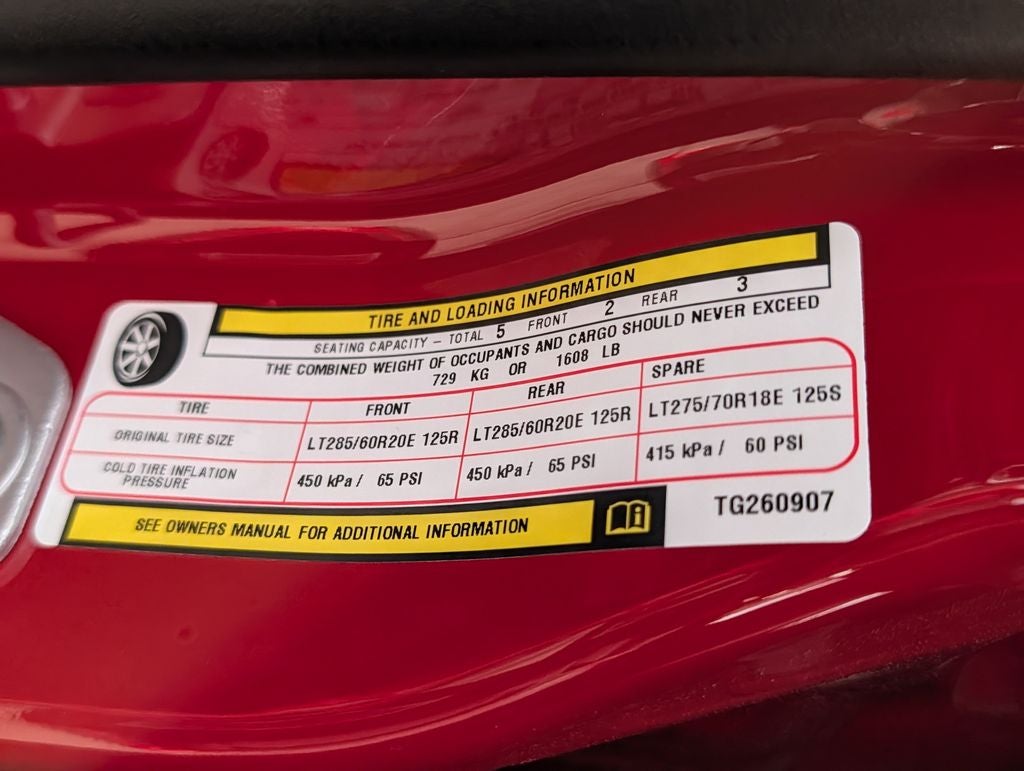 TIRE AND LOADING INFORMATION
SEATING CAPACITY – TOTAL 5 FRONT 2 REAR 3
THE COMBINED WEIGHT OF OCCUPANTS AND CARGO SHOULD NEVER EXCEED
729 KG OR 1608 LB
TIRE FRONT REAR SPARE
ORIGINAL TIRE SIZE LT285/60R20E 125R LT285/60R20E 125R LT275/70R18E 125S
COLD TIRE INFLATION PRESSURE 450 kPa / 65 PSI 450 kPa / 65 PSI 415 kPa / 60 PSI
SEE OWNERS MANUAL FOR ADDITIONAL INFORMATION
TG260907